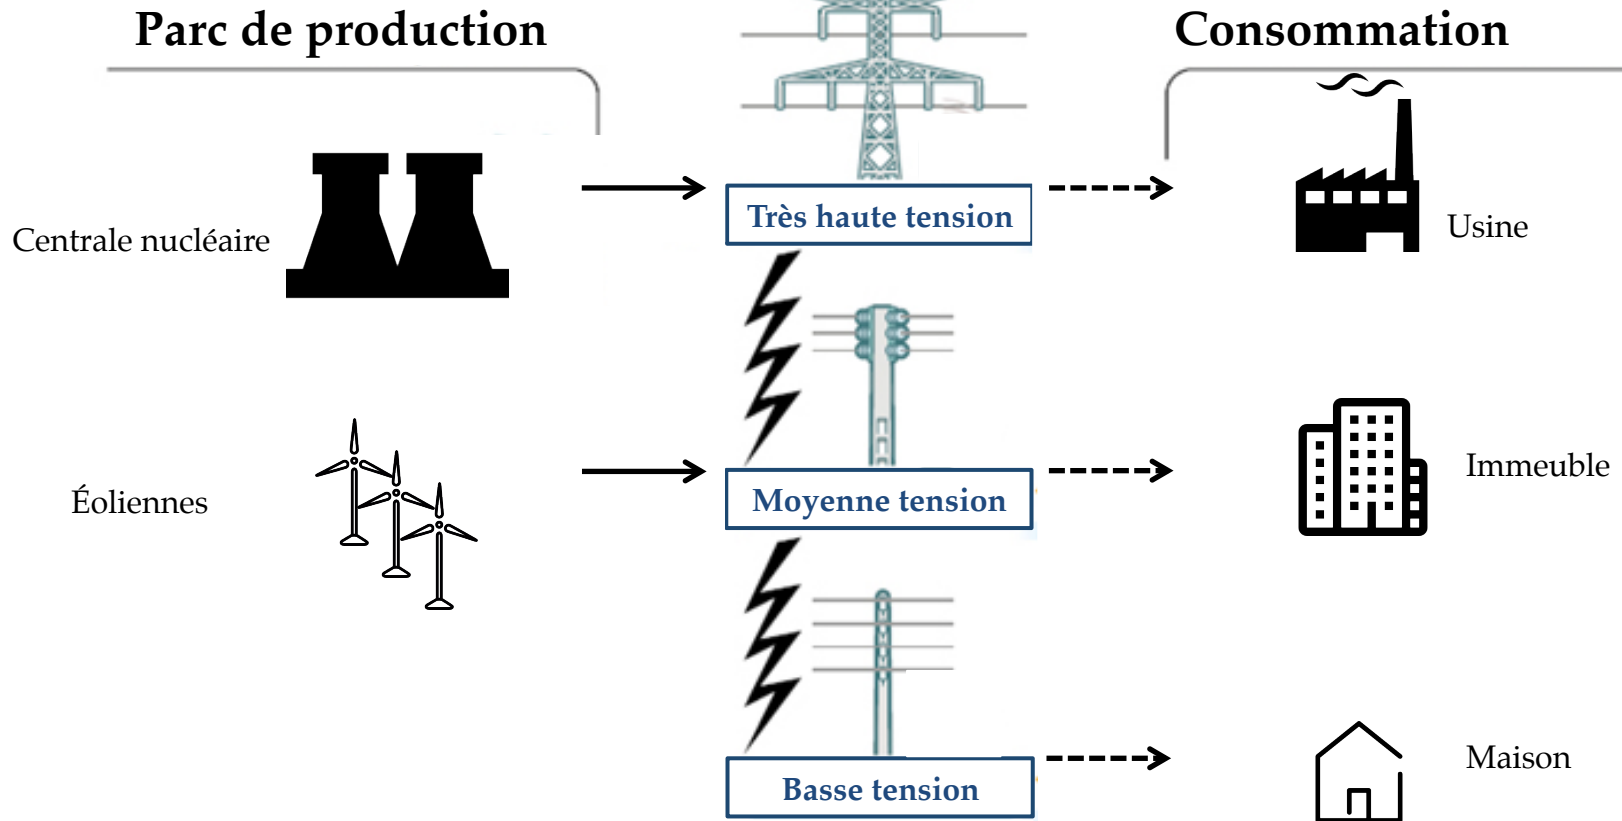 Parc de production
Consommation
Centrale nucléaire
Très haute tension
Usine
Éoliennes
Moyenne tension
Immeuble
Basse tension
Maison